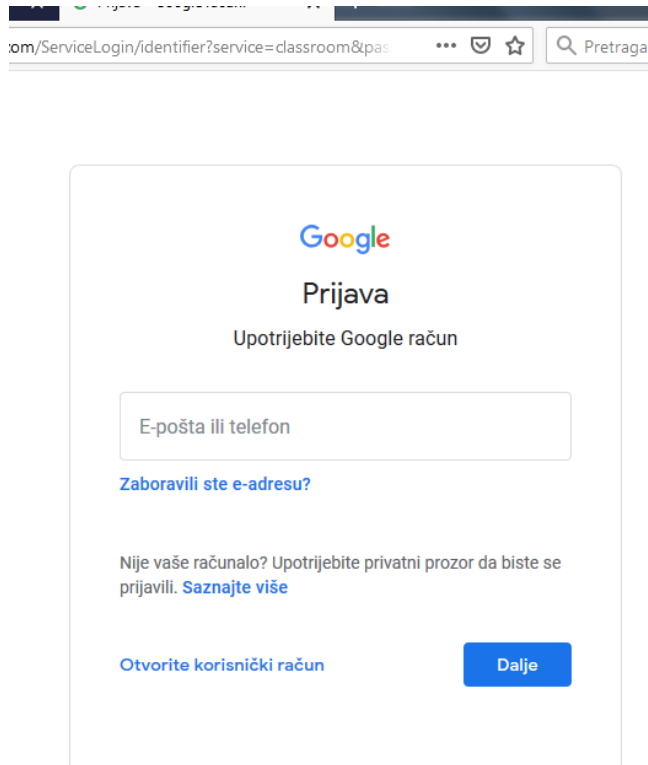 com/ServiceLogin/identifier?service=classroom&pas
Pretraga
Google
Prijava
Upotrijebite Google račun
E-pošta ili telefon
Zaboravili ste e-adresu?
Nije vaše računalo? Upotrijebite privatni prozor da biste se
prijavili. Saznajte više
Otvorite korisnički račun
Dalje